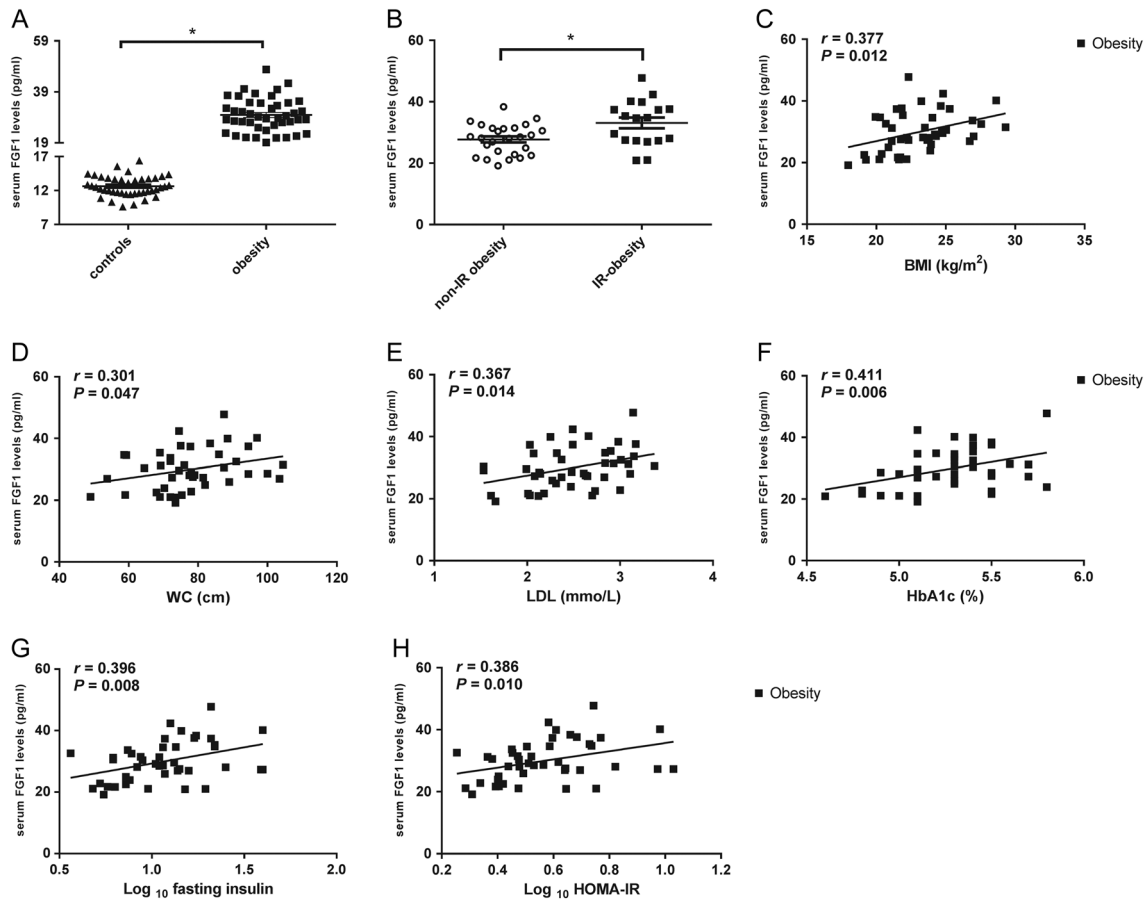 A
serum FGF1 levels (pg/ml)
59
39
19
17
12
7
*
controls
obesity
B
serum FGF1 levels (pg/ml)
60
40
20
0
*
non-IR obesity
IR-obesity
C
r = 0.377
P = 0.012
Obesity
serum FGF1 levels (pg/ml)
60
40
20
0
15 20 25 30 35
BMI (kg/m²)
D
r = 0.301
P = 0.047
serum FGF1 levels (pg/ml)
60
40
20
0
40 60 80 100 120
WC (cm)
E
r = 0.367
P = 0.014
serum FGF1 levels (pg/ml)
60
40
20
0
1 2 3 4
LDL (mmo/L)
F
r = 0.411
P = 0.006
Obesity
serum FGF1 levels (pg/ml)
60
40
20
0
4.5 5.0 5.5 6.0
HbA1c (%)
G
r = 0.396
P = 0.008
serum FGF1 levels (pg/ml)
60
40
20
0
0.5 1.0 1.5 2.0
Log 10 fasting insulin
H
r = 0.386
P = 0.010
Obesity
serum FGF1 levels (pg/ml)
60
40
20
0
0.2 0.4 0.6 0.8 1.0 1.2
Log 10 HOMA-IR